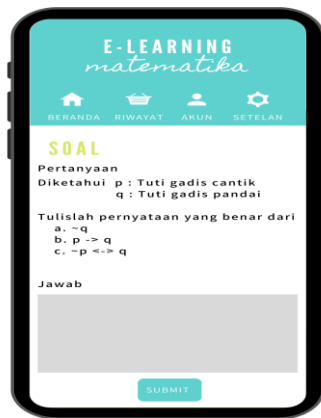 E-LEARNING
matematika
BERANDA RIWAYAT AKUN SETELAN
SOAL
Pertanyaan
Diketahui p : Tuti gadis cantik
q : Tuti gadis pandai
Tulislah pernyataan yang benar dari
a. ~q
b. p -> q
c. ~p <-> q
Jawab
SUBMIT